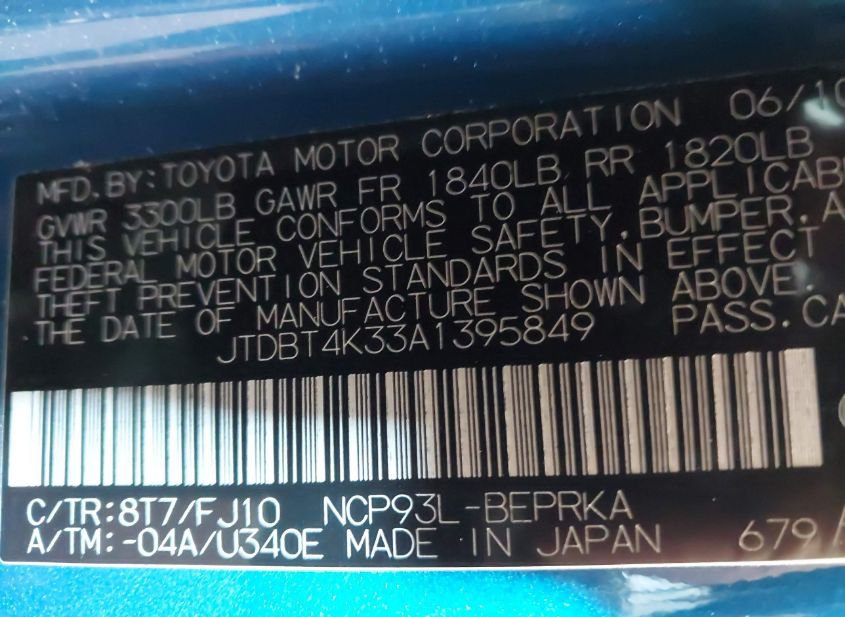 MFD. BY: TOYOTA MOTOR CORPORATION 06/10
GVWR 3300LB GAWR FR 1840LB RR 1820LB
THIS VEHICLE CONFORMS TO ALL APPLICAB
FEDERAL MOTOR VEHICLE SAFETY, BUMPER, A
THEFT PREVENTION STANDARDS IN EFFECT
THE DATE OF MANUFACTURE SHOWN ABOVE.
JTDBT4K33A1395849 PASS. CA
C/TR: 8T7/FJ10 NCP93L-BEPRKA
A/TM: -04A/U340E MADE IN JAPAN 679